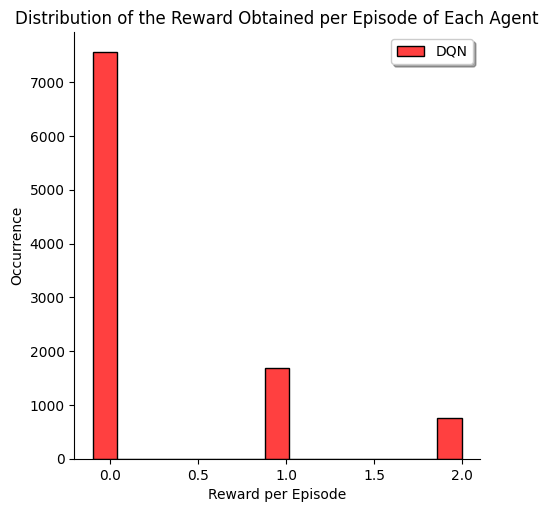 Distribution of the Reward Obtained per Episode of Each Agent
DQN
7000
6000
5000
4000
3000
2000
1000
0
Occurrence
0.0 0.5 1.0 1.5 2.0
Reward per Episode